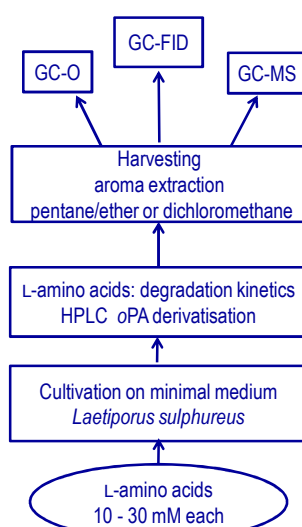 GC-FID
GC-O
GC-MS
Harvesting
aroma extraction
pentane/ether or dichloromethane
L-amino acids: degradation kinetics
HPLC oPA derivatisation
Cultivation on minimal medium
Laetiporus sulphureus
L-amino acids
10 - 30 mM each